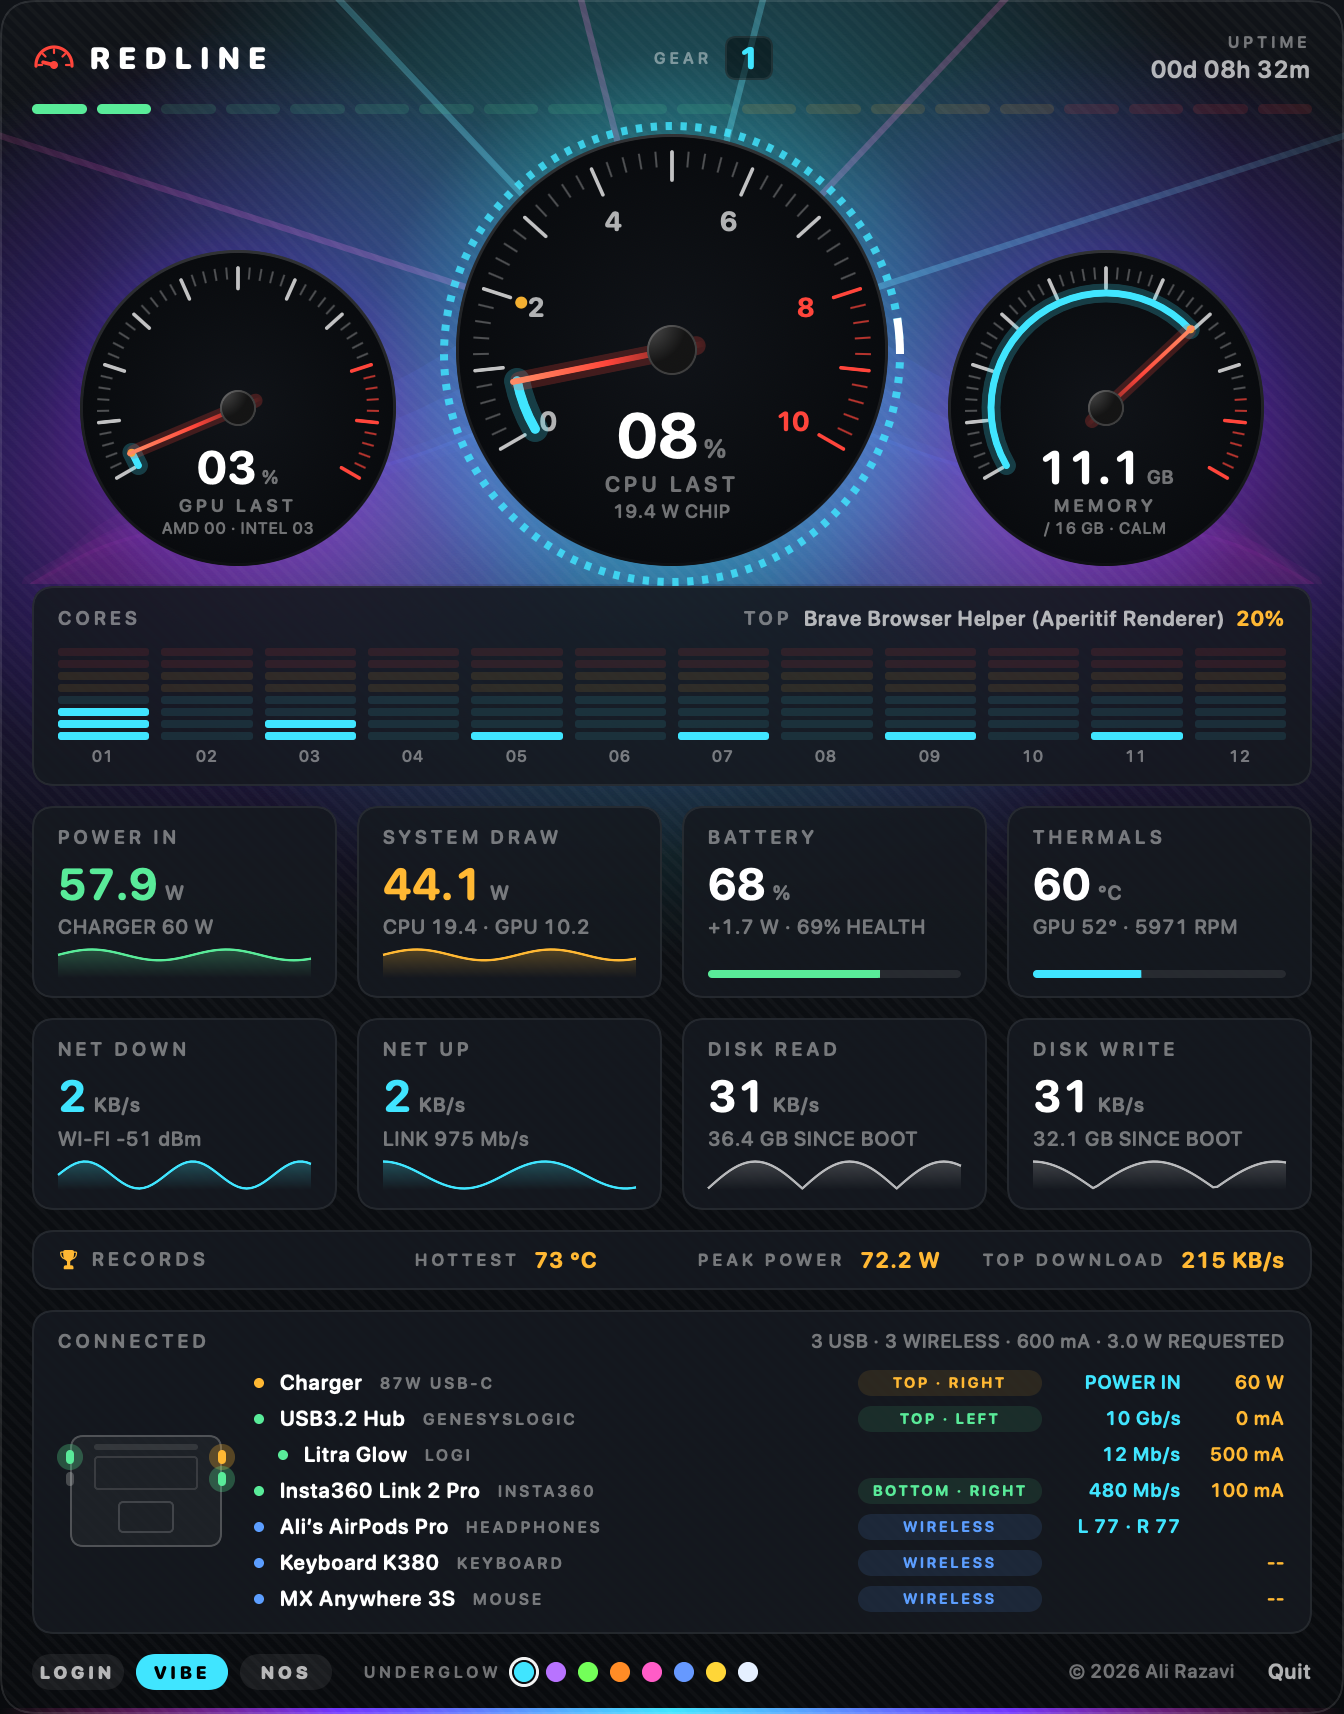 REDLINE
GEAR 1
UPTIME
00d 08h 32m
4 6
2 8
0 10
08 %
CPU LAST
19.4 W CHIP
03 %
GPU LAST
AMD 00 · INTEL 03
11.1 GB
MEMORY
/ 16 GB · CALM
CORES TOP Brave Browser Helper (Aperitif Renderer) 20%
01 02 03 04 05 06 07 08 09 10 11 12
POWER IN
57.9 W
CHARGER 60 W
SYSTEM DRAW
44.1 W
CPU 19.4 · GPU 10.2
BATTERY
68 %
+1.7 W · 69% HEALTH
THERMALS
60 °C
GPU 52° · 5971 RPM
NET DOWN
2 KB/s
WI-FI -51 dBm
NET UP
2 KB/s
LINK 975 Mb/s
DISK READ
31 KB/s
36.4 GB SINCE BOOT
DISK WRITE
31 KB/s
32.1 GB SINCE BOOT
RECORDS HOTTEST 73 °C PEAK POWER 72.2 W TOP DOWNLOAD 215 KB/s
CONNECTED 3 USB · 3 WIRELESS · 600 mA · 3.0 W REQUESTED
Charger 87W USB-C TOP · RIGHT POWER IN 60 W
USB3.2 Hub GENESYSLOGIC TOP · LEFT 10 Gb/s 0 mA
Litra Glow LOGI 12 Mb/s 500 mA
Insta360 Link 2 Pro INSTA360 BOTTOM · RIGHT 480 Mb/s 100 mA
Ali's AirPods Pro HEADPHONES WIRELESS L 77 · R 77
Keyboard K380 KEYBOARD WIRELESS --
MX Anywhere 3S MOUSE WIRELESS --
LOGIN VIBE NOS UNDERGLOW © 2026 Ali Razavi Quit